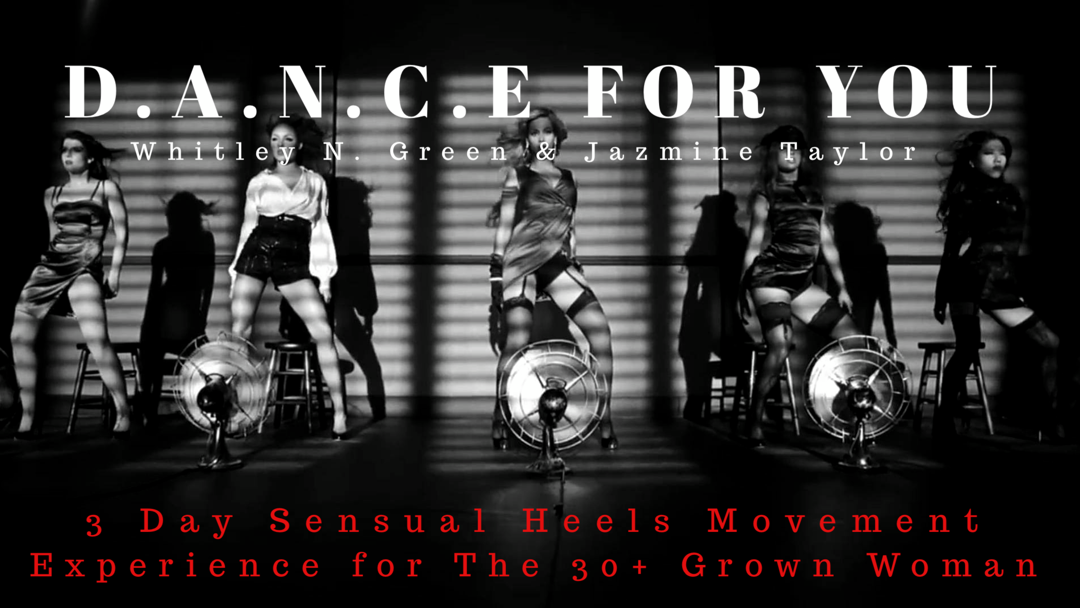 D.A.N.C.E FOR YOU
Whitley N. Green & Jazmine Taylor
3 Day Sensual Heels Movement
Experience for The 30+ Grown Woman